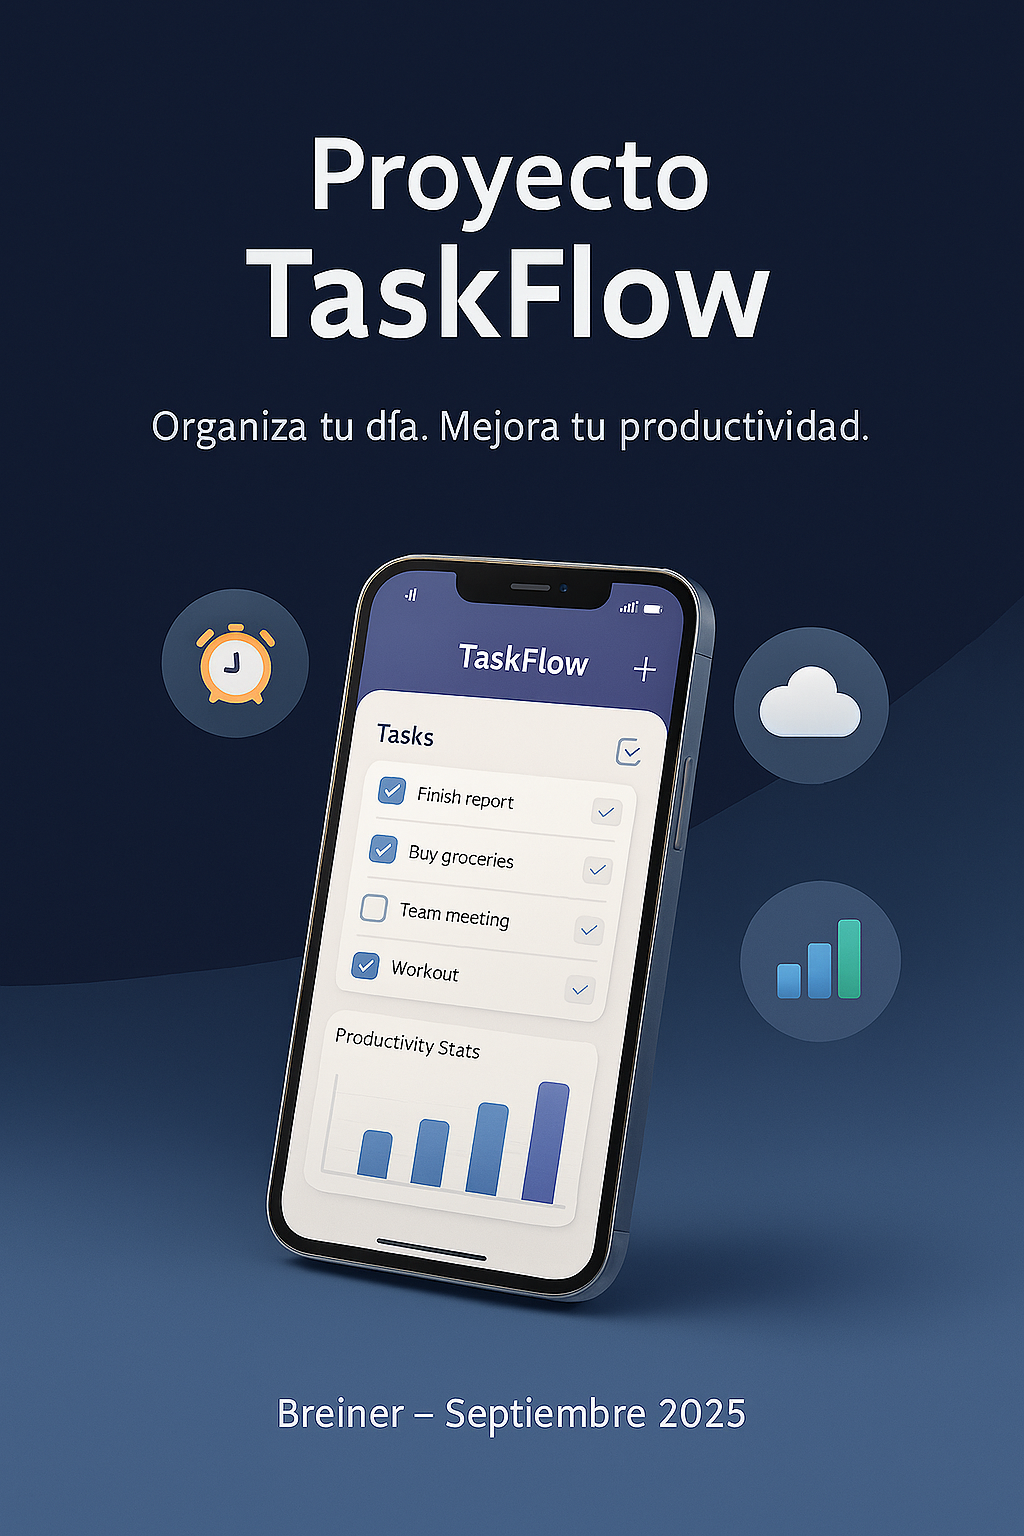 Proyecto
TaskFlow
Organiza tu día. Mejora tu productividad.
TaskFlow
Tasks
Finish report
Buy groceries
Team meeting
Workout
Productivity Stats
Breiner – Septiembre 2025